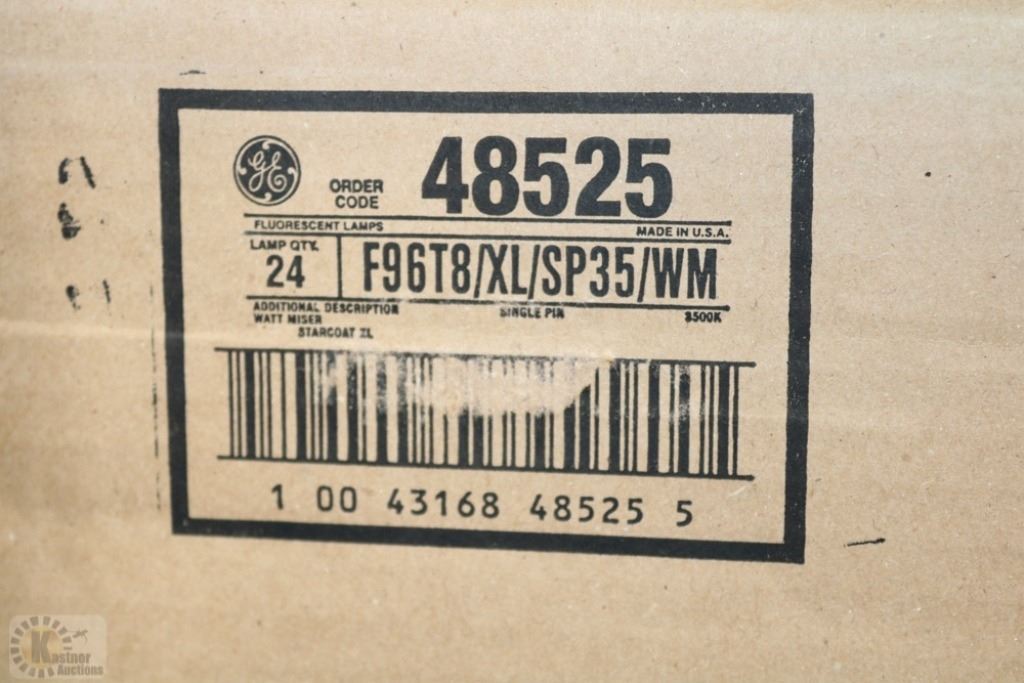 GE
ORDER CODE 48525
FLUORESCENT LAMPS MADE IN U.S.A.
LAMP QTY. 24 F96T8/XL/SP35/WM
ADDITIONAL DESCRIPTION SINGLE PIN 3500K
WATT MISER
STARCOAT XL
1 00 43168 48525 5
Kastner
Auctions